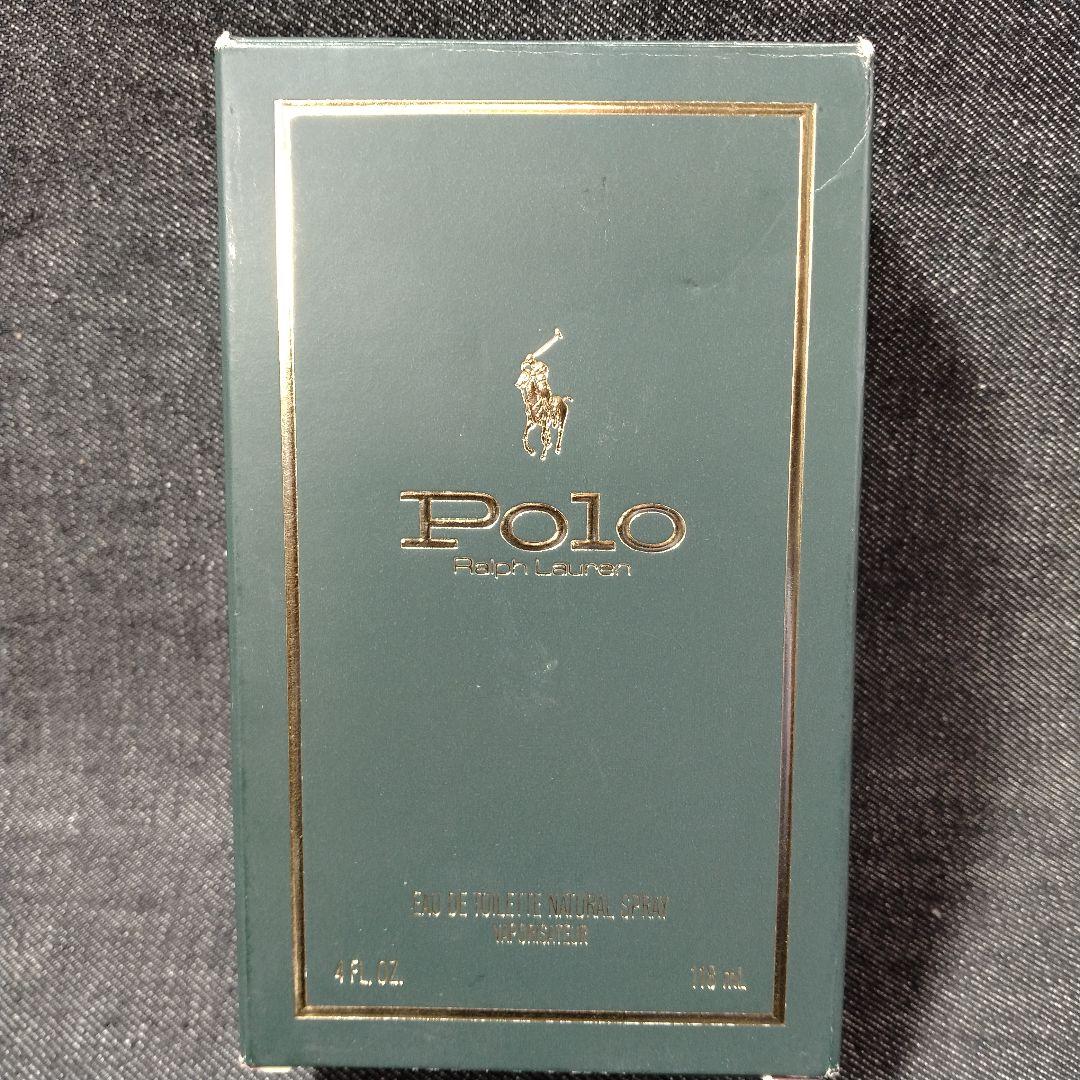 Polo
Ralph Lauren
EAU DE TOILETTE NATURAL SPRAY
VAPORISATEUR
4 FL. OZ.
118 mL